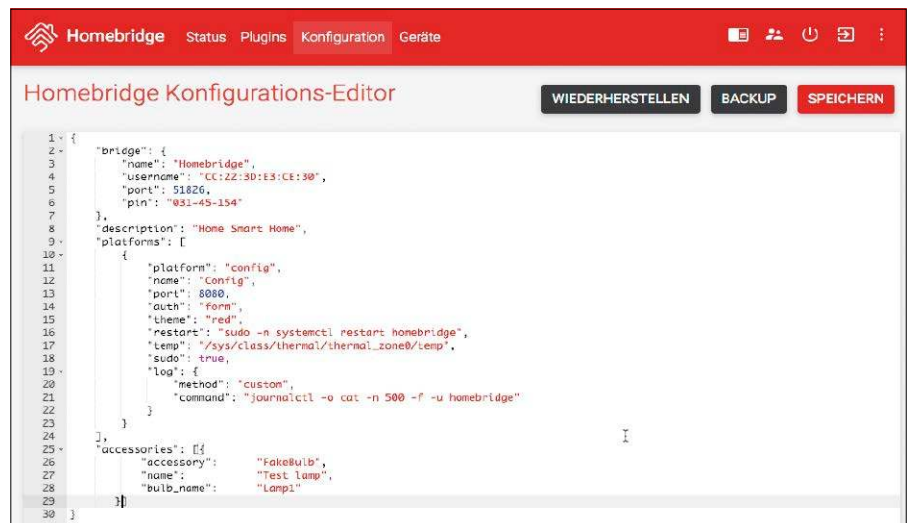 Homebridge Status Plugins Konfiguration Geräte
Homebridge Konfigurations-Editor
WIEDERHERSTELLEN BACKUP SPEICHERN
1 {
2 "bridge": {
3 "name": "Homebridge",
4 "username": "CC:22:3D:E3:CE:30",
5 "port": 51826,
6 "pin": "031-45-154"
7 },
8 "description": "Home Smart Home",
9 "platforms": [
10 {
11 "platform": "config",
12 "name": "Config",
13 "port": 8080,
14 "auth": "form",
15 "theme": "red",
16 "restart": "sudo -n systemctl restart homebridge",
17 "temp": "/sys/class/thermal/thermal_zone0/temp",
18 "sudo": true,
19 "log": {
20 "method": "custom",
21 "command": "journalctl -o cat -n 500 -f -u homebridge"
22 }
23 }
24 ],
25 "accessories": [{
26 "accessory": "FakeBulb",
27 "name": "Test lamp",
28 "bulb_name": "Lamp1"
29 }]
30 }